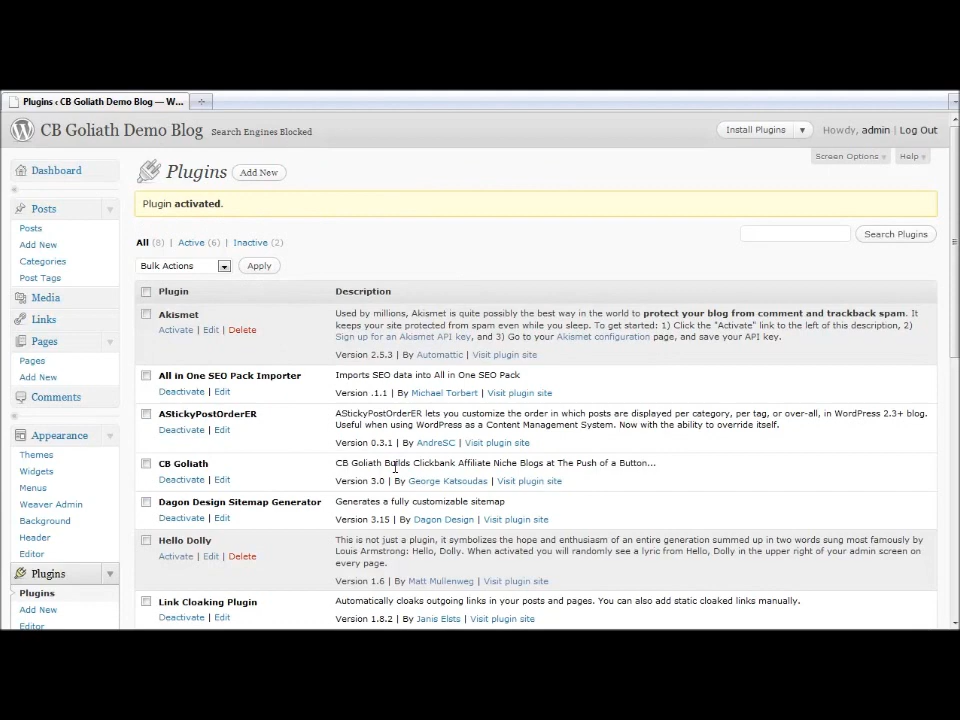 Plugins ‹ CB Goliath Demo Blog — W...
CB Goliath Demo Blog Search Engines Blocked
Install Plugins Howdy, admin | Log Out
Screen Options Help
Dashboard
Posts
Posts
Add New
Categories
Post Tags
Media
Links
Pages
Pages
Add New
Comments
Appearance
Themes
Widgets
Menus
Weaver Admin
Background
Header
Editor
Plugins
Plugins
Add New
Editor
Plugins Add New
Plugin activated.
All (8) | Active (6) | Inactive (2)
Search Plugins
Bulk Actions Apply
Plugin Description
Akismet
Activate | Edit | Delete
Used by millions, Akismet is quite possibly the best way in the world to protect your blog from comment and trackback spam. It
keeps your site protected from spam even while you sleep. To get started: 1) Click the "Activate" link to the left of this description, 2)
Sign up for an Akismet API key, and 3) Go to your Akismet configuration page, and save your API key.
Version 2.5.3 | By Automattic | Visit plugin site
All in One SEO Pack Importer
Deactivate | Edit
Imports SEO data into All in One SEO Pack
Version .1.1 | By Michael Torbert | Visit plugin site
AStickyPostOrderER
Deactivate | Edit
AStickyPostOrderER lets you customize the order in which posts are displayed per category, per tag, or over-all, in WordPress 2.3+ blog.
Useful when using WordPress as a Content Management System. Now with the ability to override itself.
Version 0.3.1 | By AndreSC | Visit plugin site
CB Goliath
Deactivate | Edit
CB Goliath Builds Clickbank Affiliate Niche Blogs at The Push of a Button...
Version 3.0 | By George Katsoudas | Visit plugin site
Dagon Design Sitemap Generator
Deactivate | Edit
Generates a fully customizable sitemap
Version 3.15 | By Dagon Design | Visit plugin site
Hello Dolly
Activate | Edit | Delete
This is not just a plugin, it symbolizes the hope and enthusiasm of an entire generation summed up in two words sung most famously by
Louis Armstrong: Hello, Dolly. When activated you will randomly see a lyric from Hello, Dolly in the upper right of your admin screen on
every page.
Version 1.6 | By Matt Mullenweg | Visit plugin site
Link Cloaking Plugin
Deactivate | Edit
Automatically cloaks outgoing links in your posts and pages. You can also add static cloaked links manually.
Version 1.8.2 | By Janis Elsts | Visit plugin site